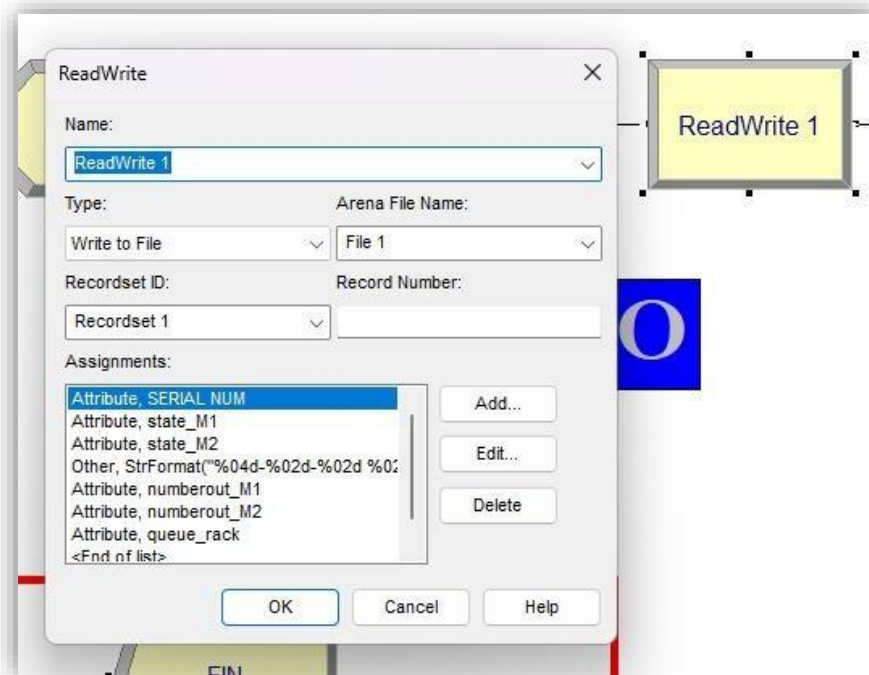 ReadWrite
Name:
ReadWrite 1
Type:
Arena File Name:
Write to File
File 1
Recordset ID:
Record Number:
Recordset 1
Assignments:
Attribute, SERIAL NUM
Attribute, state_M1
Attribute, state_M2
Other, StrFormat("%04d-%02d-%02d %02
Attribute, numberout_M1
Attribute, numberout_M2
Attribute, queue_rack
<End of list>
Add...
Edit...
Delete
OK
Cancel
Help
ReadWrite 1
O
FIN